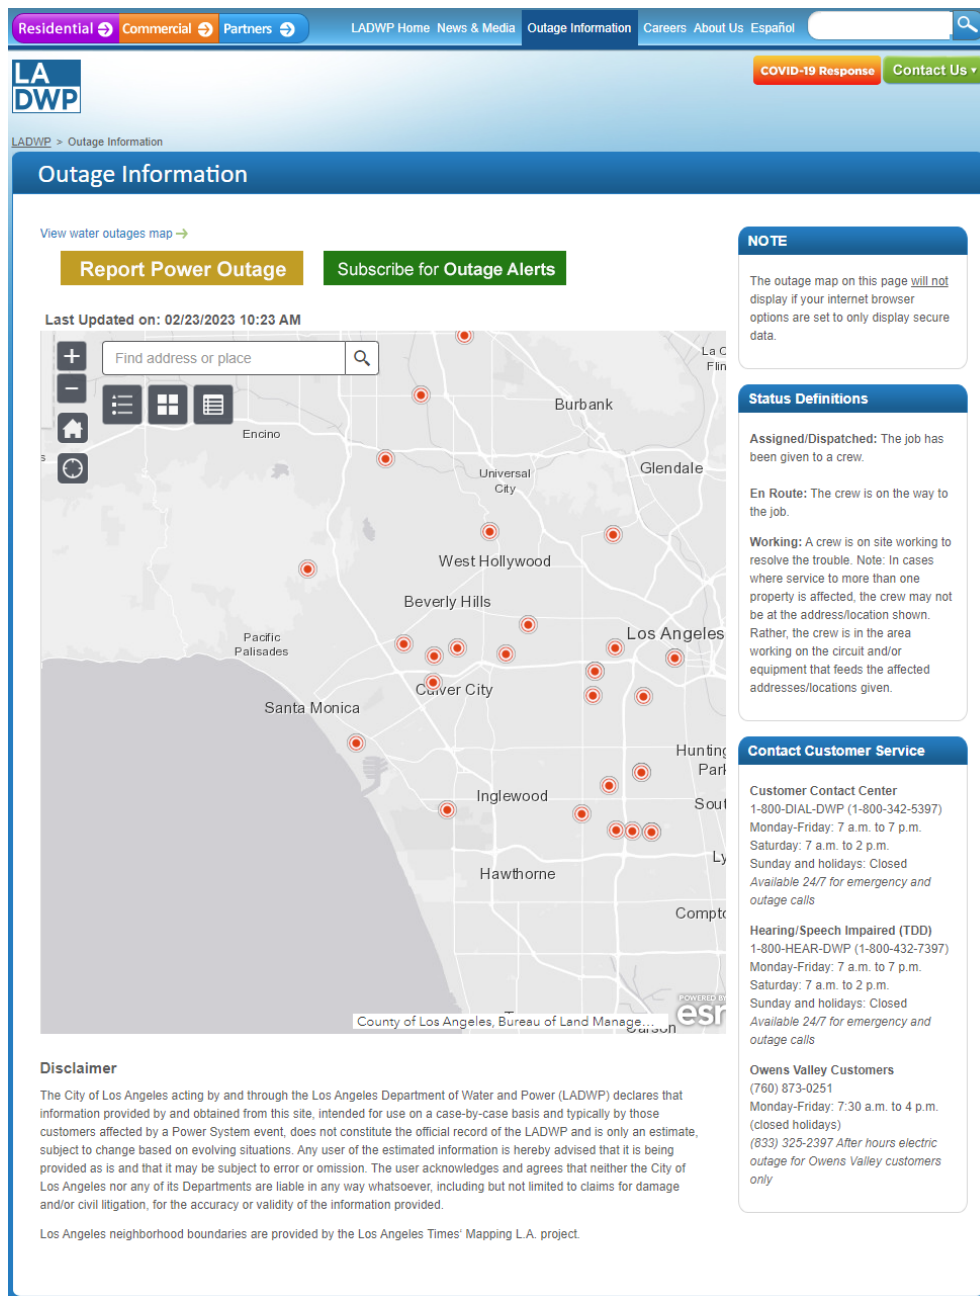 Residential Commercial Partners LADWP Home News & Media Outage Information Careers About Us Español
COVID-19 Response Contact Us
LA
DWP
LADWP > Outage Information
Outage Information
View water outages map
Report Power Outage Subscribe for Outage Alerts
Last Updated on: 02/23/2023 10:23 AM
Find address or place
La C
Flin
Burbank
Encino
Universal
City
Glendale
West Hollywood
Beverly Hills
Los Angeles
Pacific
Palisades
Culver City
Santa Monica
Hunting
Park
Inglewood
Sout
Ly
Hawthorne
Compto
POWERED BY
esri
County of Los Angeles, Bureau of Land Manage...
Carson
NOTE
The outage map on this page will not
display if your internet browser
options are set to only display secure
data.
Status Definitions
Assigned/Dispatched: The job has
been given to a crew.
En Route: The crew is on the way to
the job.
Working: A crew is on site working to
resolve the trouble. Note: In cases
where service to more than one
property is affected, the crew may not
be at the address/location shown.
Rather, the crew is in the area
working on the circuit and/or
equipment that feeds the affected
addresses/locations given.
Contact Customer Service
Customer Contact Center
1-800-DIAL-DWP (1-800-342-5397)
Monday-Friday: 7 a.m. to 7 p.m.
Saturday: 7 a.m. to 2 p.m.
Sunday and holidays: Closed
Available 24/7 for emergency and
outage calls
Hearing/Speech Impaired (TDD)
1-800-HEAR-DWP (1-800-432-7397)
Monday-Friday: 7 a.m. to 7 p.m.
Saturday: 7 a.m. to 2 p.m.
Sunday and holidays: Closed
Available 24/7 for emergency and
outage calls
Owens Valley Customers
(760) 873-0251
Monday-Friday: 7:30 a.m. to 4 p.m.
(closed holidays)
(833) 325-2397 After hours electric
outage for Owens Valley customers
only
Disclaimer
The City of Los Angeles acting by and through the Los Angeles Department of Water and Power (LADWP) declares that
information provided by and obtained from this site, intended for use on a case-by-case basis and typically by those
customers affected by a Power System event, does not constitute the official record of the LADWP and is only an estimate,
subject to change based on evolving situations. Any user of the estimated information is hereby advised that it is being
provided as is and that it may be subject to error or omission. The user acknowledges and agrees that neither the City of
Los Angeles nor any of its Departments are liable in any way whatsoever, including but not limited to claims for damage
and/or civil litigation, for the accuracy or validity of the information provided.
Los Angeles neighborhood boundaries are provided by the Los Angeles Times' Mapping L.A. project.